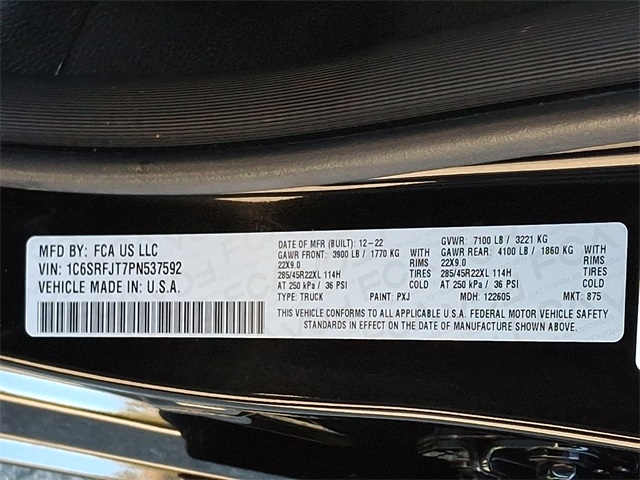 MFD BY: FCA US LLC
VIN: 1C6SRFJT7PN537592
VEHICLE MADE IN: U.S.A.
DATE OF MFR (BUILT): 12-22 GVWR: 7100 LB / 3221 KG
GAWR FRONT: 3900 LB / 1770 KG WITH GAWR REAR: 4100 LB / 1860 KG WITH
22X9.0 RIMS 22X9.0 RIMS
285/45R22XL 114H TIRES 285/45R22XL 114H TIRES
AT 250 kPa / 36 PSI COLD AT 250 kPa / 36 PSI COLD
TYPE: TRUCK PAINT: PXJ MDH: 122605 MKT: 875
THIS VEHICLE CONFORMS TO ALL APPLICABLE U.S.A. FEDERAL MOTOR VEHICLE SAFETY
STANDARDS IN EFFECT ON THE DATE OF MANUFACTURE SHOWN ABOVE.